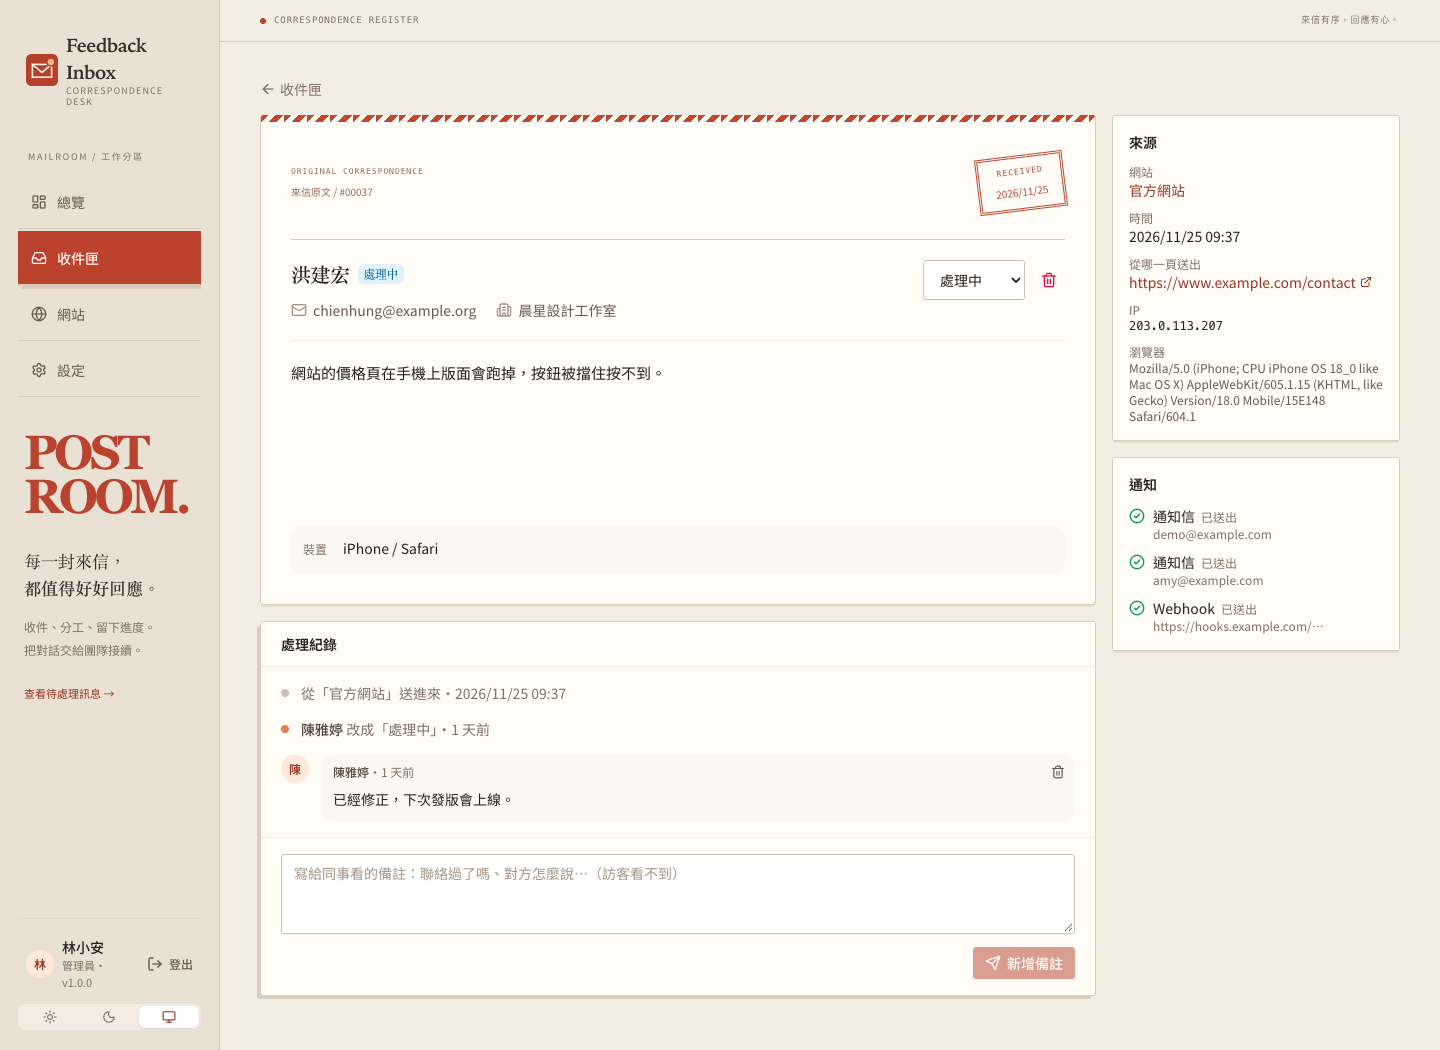 Feedback
Inbox
CORRESPONDENCE
DESK
MAILROOM / 工作分區
總覽
收件匣
網站
設定
POST
ROOM.
每一封來信，
都值得好好回應。
收件、分工、留下進度。
把對話交給團隊接續。
查看待處理訊息 →
林小安
管理員・
v1.0.0
登出
CORRESPONDENCE REGISTER
來信有序，回應有心。
收件匣
ORIGINAL CORRESPONDENCE
來信原文 / #00037
RECEIVED
2026/11/25
洪建宏 處理中
處理中
chienhung@example.org 晨星設計工作室
網站的價格頁在手機上版面會跑掉，按鈕被擋住按不到。
裝置 iPhone / Safari
處理紀錄
從「官方網站」送進來・2026/11/25 09:37
陳雅婷 改成「處理中」・1 天前
陳
陳雅婷・1 天前
已經修正，下次發版會上線。
寫給同事看的備註：聯絡過了嗎、對方怎麼說⋯（訪客看不到）
新增備註
來源
網站
官方網站
時間
2026/11/25 09:37
從哪一頁送出
https://www.example.com/contact
IP
203.0.113.207
瀏覽器
Mozilla/5.0 (iPhone; CPU iPhone OS 18_0 like
Mac OS X) AppleWebKit/605.1.15 (KHTML, like
Gecko) Version/18.0 Mobile/15E148
Safari/604.1
通知
通知信 已送出
demo@example.com
通知信 已送出
amy@example.com
Webhook 已送出
https://hooks.example.com/⋯
林